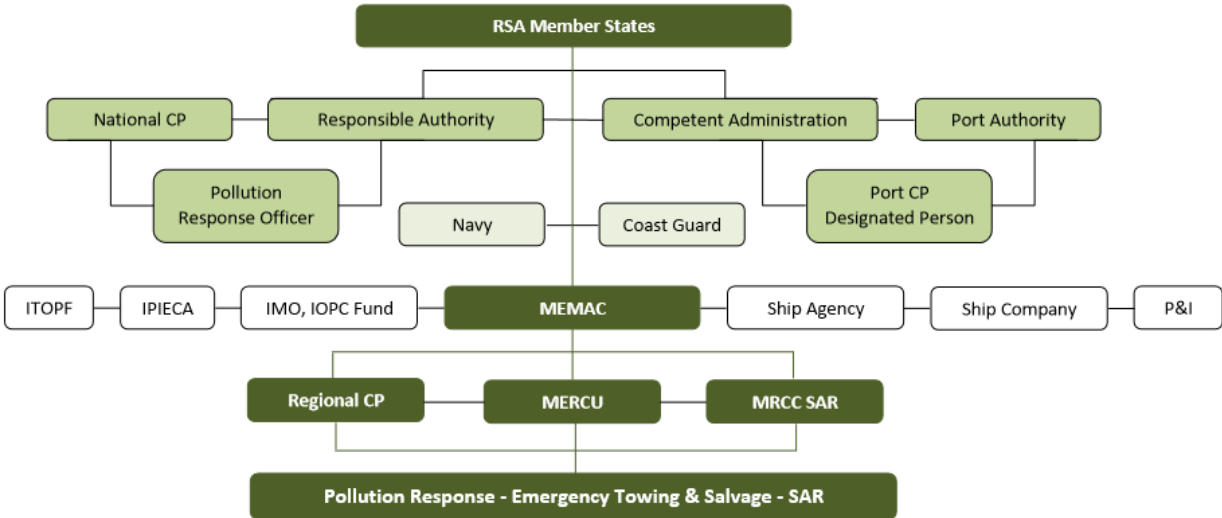 RSA Member States
National CP
Responsible Authority
Competent Administration
Port Authority
Pollution
Response Officer
Port CP
Designated Person
Navy
Coast Guard
ITOPF
IPIECA
IMO, IOPC Fund
MEMAC
Ship Agency
Ship Company
P&I
Regional CP
MERCU
MRCC SAR
Pollution Response - Emergency Towing & Salvage - SAR